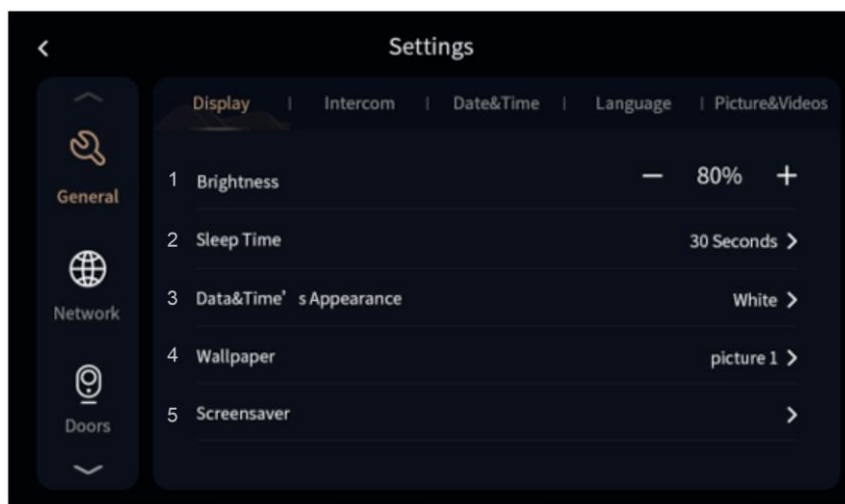 Settings
Display | Intercom | Date&Time | Language | Picture&Videos
General
Network
Doors
1 Brightness — 80% +
2 Sleep Time 30 Seconds >
3 Data&Time’ s Appearance White >
4 Wallpaper picture 1 >
5 Screensaver >